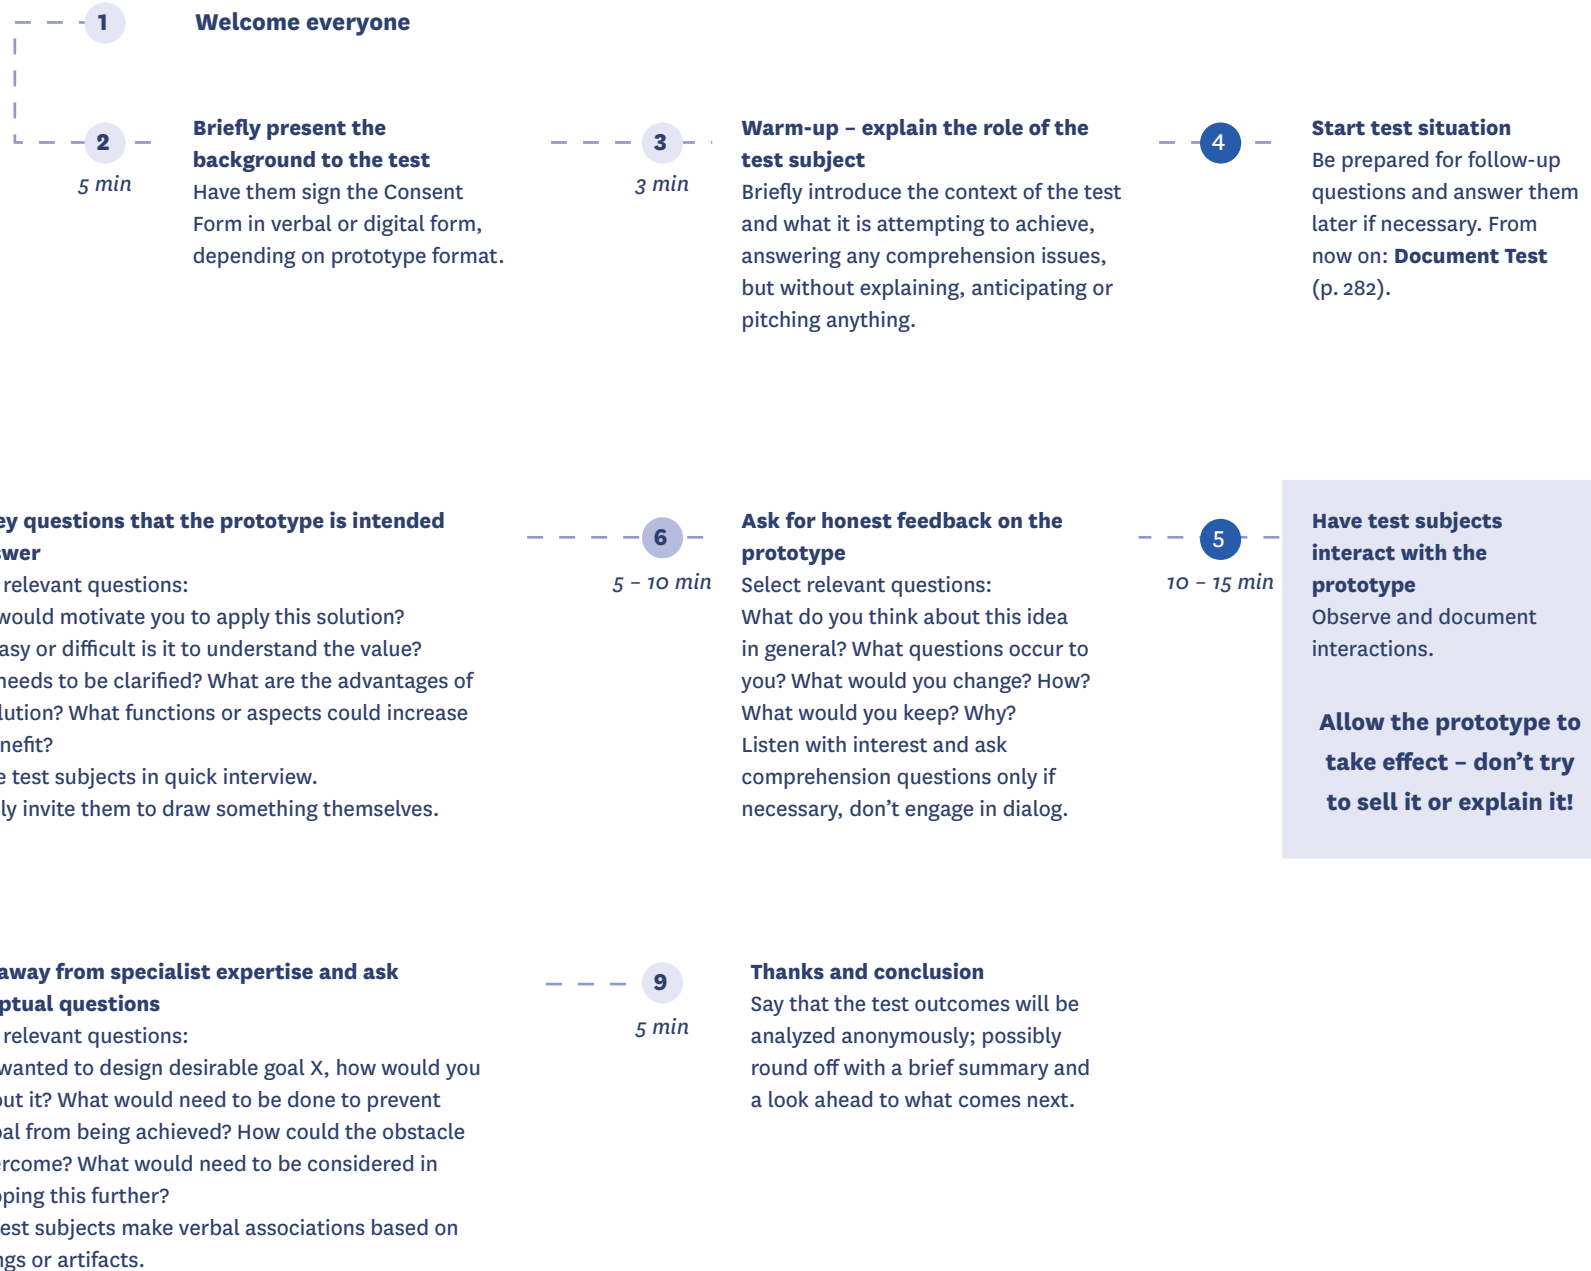 1
Welcome everyone
2
5 min
Briefly present the
background to the test
Have them sign the Consent
Form in verbal or digital form,
depending on prototype format.
3
3 min
Warm-up – explain the role of the
test subject
Briefly introduce the context of the test
and what it is attempting to achieve,
answering any comprehension issues,
but without explaining, anticipating or
pitching anything.
4
Start test situation
Be prepared for follow-up
questions and answer them
later if necessary. From
now on: Document Test
(p. 282).
5
10 – 15 min
Have test subjects
interact with the
prototype
Observe and document
interactions.
Allow the prototype to
take effect – don’t try
to sell it or explain it!
6
5 – 10 min
Ask for honest feedback on the
prototype
Select relevant questions:
What do you think about this idea
in general? What questions occur to
you? What would you change? How?
What would you keep? Why?
Listen with interest and ask
comprehension questions only if
necessary, don’t engage in dialog.
questions that the prototype is intended
relevant questions:
would motivate you to apply this solution?
or difficult is it to understand the value?
needs to be clarified? What are the advantages of
What functions or aspects could increase
test subjects in quick interview.
invite them to draw something themselves.
away from specialist expertise and ask
questions
relevant questions:
wanted to design desirable goal X, how would you
it? What would need to be done to prevent
from being achieved? How could the obstacle
What would need to be considered in
this further?
subjects make verbal associations based on
or artifacts.
9
5 min
Thanks and conclusion
Say that the test outcomes will be
analyzed anonymously; possibly
round off with a brief summary and
a look ahead to what comes next.